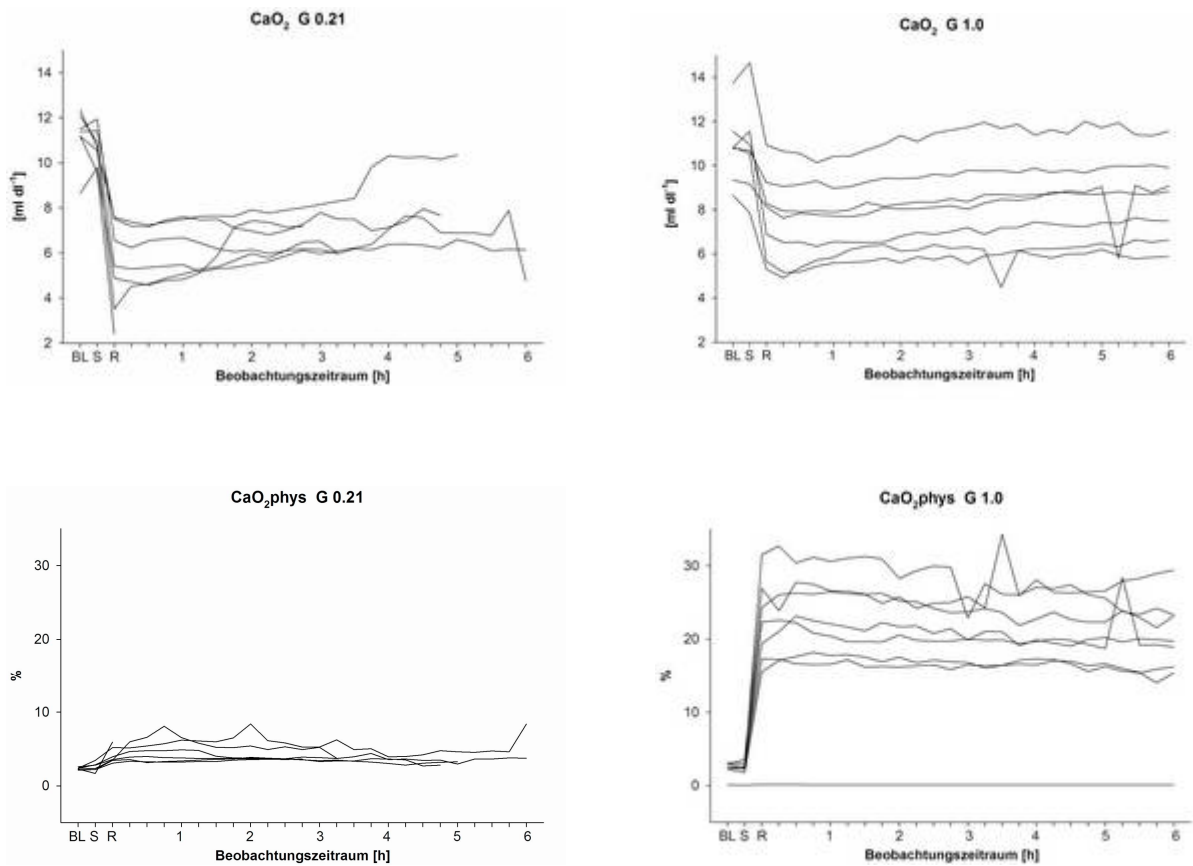 CaO₂ G 0.21
[ml dl⁻¹]
14
12
10
8
6
4
2
BL S R 1 2 3 4 5 6
Beobachtungszeitraum [h]
CaO₂ G 1.0
[ml dl⁻¹]
14
12
10
8
6
4
2
BL S R 1 2 3 4 5 6
Beobachtungszeitraum [h]
CaO₂phys G 0.21
%
30
20
10
0
BL S R 1 2 3 4 5 6
Beobachtungszeitraum [h]
CaO₂phys G 1.0
%
30
20
10
0
BL S R 1 2 3 4 5 6
Beobachtungszeitraum [h]